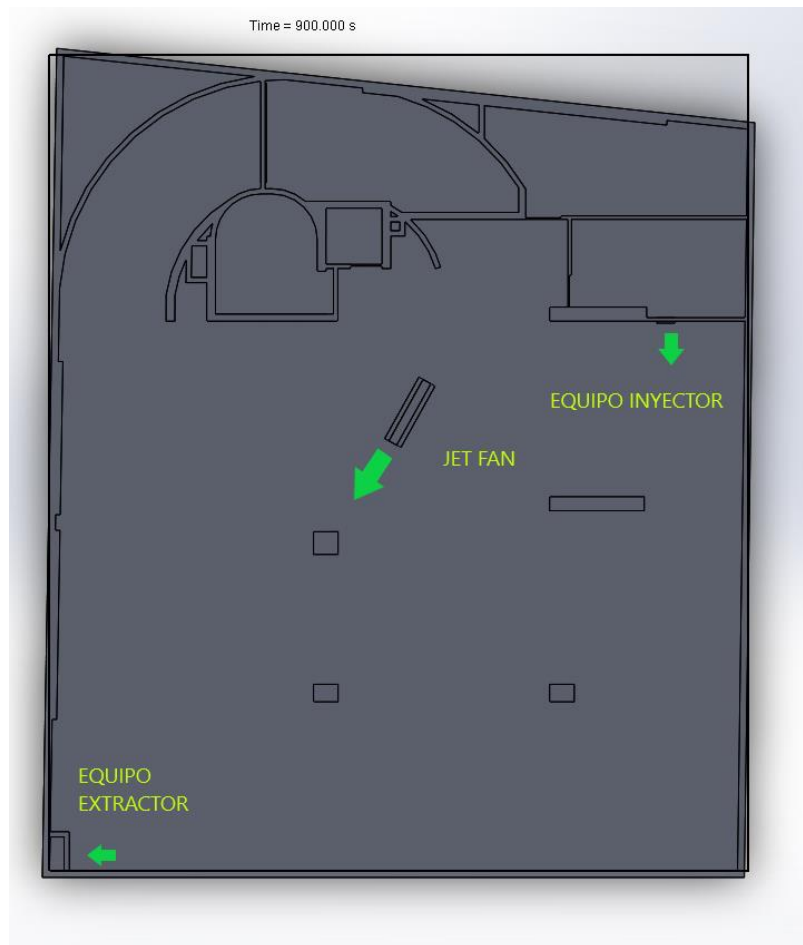 Time = 900.000 s
EQUIPO INYECTOR
JET FAN
EQUIPO
EXTRACTOR